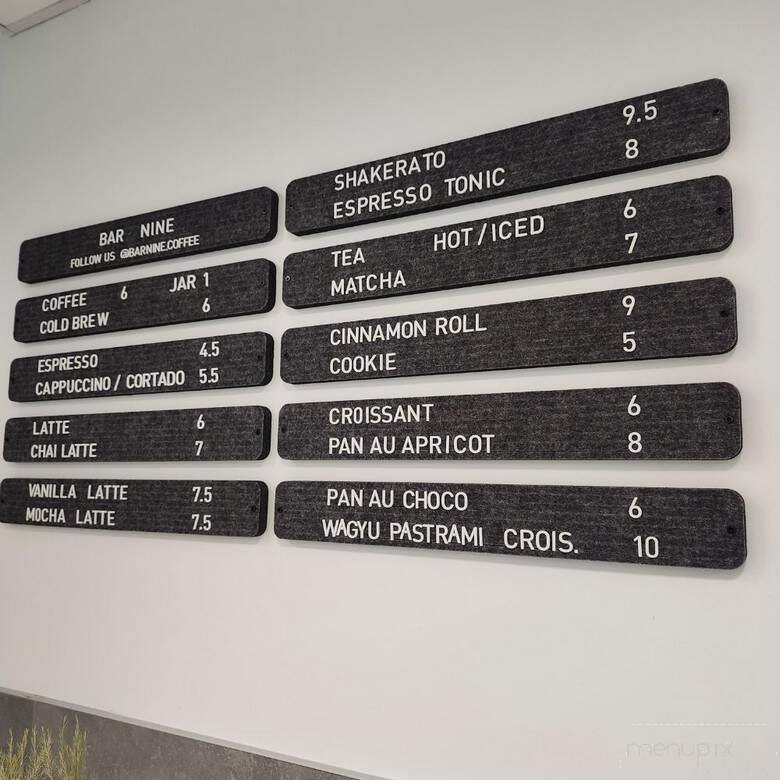 BAR NINE
FOLLOW US @BARNINE.COFFEE
COFFEE 6 JAR 1
COLD BREW 6
ESPRESSO 4.5
CAPPUCCINO / CORTADO 5.5
LATTE 6
CHAI LATTE 7
VANILLA LATTE 7.5
MOCHA LATTE 7.5
SHAKERATO 9.5
ESPRESSO TONIC 8
TEA HOT / ICED 6
MATCHA 7
CINNAMON ROLL 9
COOKIE 5
CROISSANT 6
PAN AU APRICOT 8
PAN AU CHOCO 6
WAGYU PASTRAMI CROIS. 10